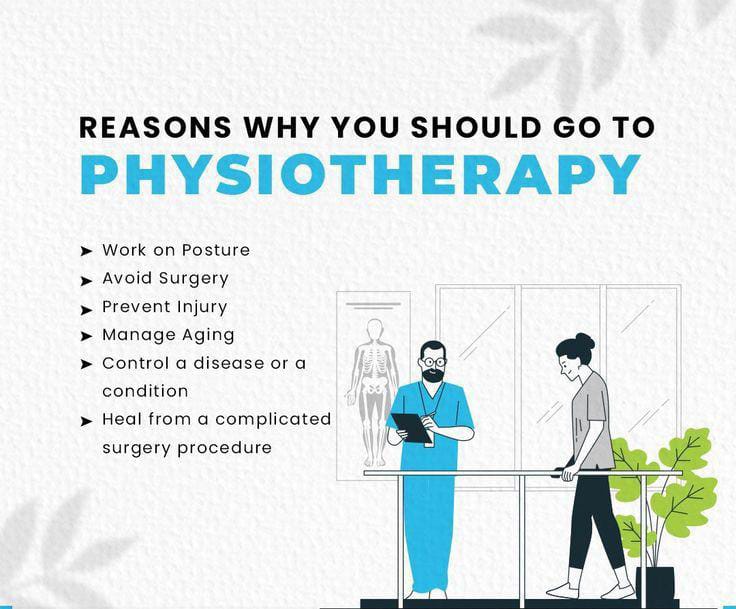 REASONS WHY YOU SHOULD GO TO
PHYSIOTHERAPY
➤ Work on Posture
➤ Avoid Surgery
➤ Prevent Injury
➤ Manage Aging
➤ Control a disease or a
condition
➤ Heal from a complicated
surgery procedure